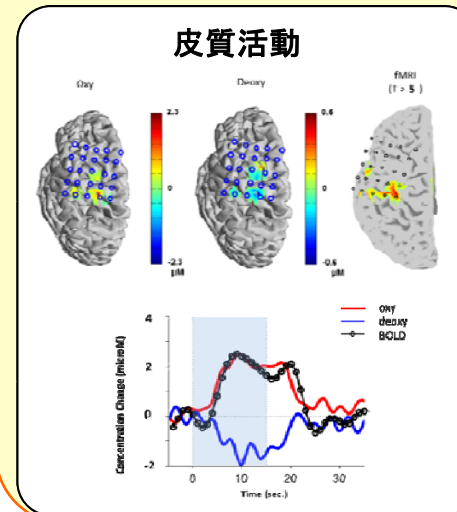 皮質活動
Oxy
Deoxy
fMRI
(T > 5 )
2.3
0
-2.3
μM
0.6
0
-0.6
μM
oxy
deoxy
BOLD
Concentration Change (microM)
4
2
0
-2
0
10
20
30
Time (sec.)